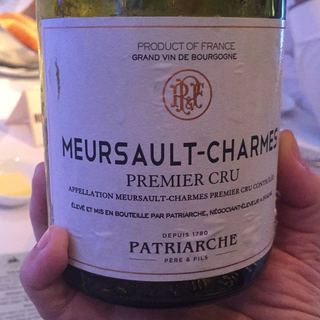 PRODUCT OF FRANCE
GRAND VIN DE BOURGOGNE
MEURSAULT-CHARMES
PREMIER CRU
APPELLATION MEURSAULT-CHARMES PREMIER CRU CONTRÔLÉE
ÉLEVÉ ET MIS EN BOUTEILLE PAR PATRIARCHE, NÉGOCIANT-ÉLEVEUR A BEAUNE
DEPUIS 1780
PATRIARCHE
PÈRE & FILS